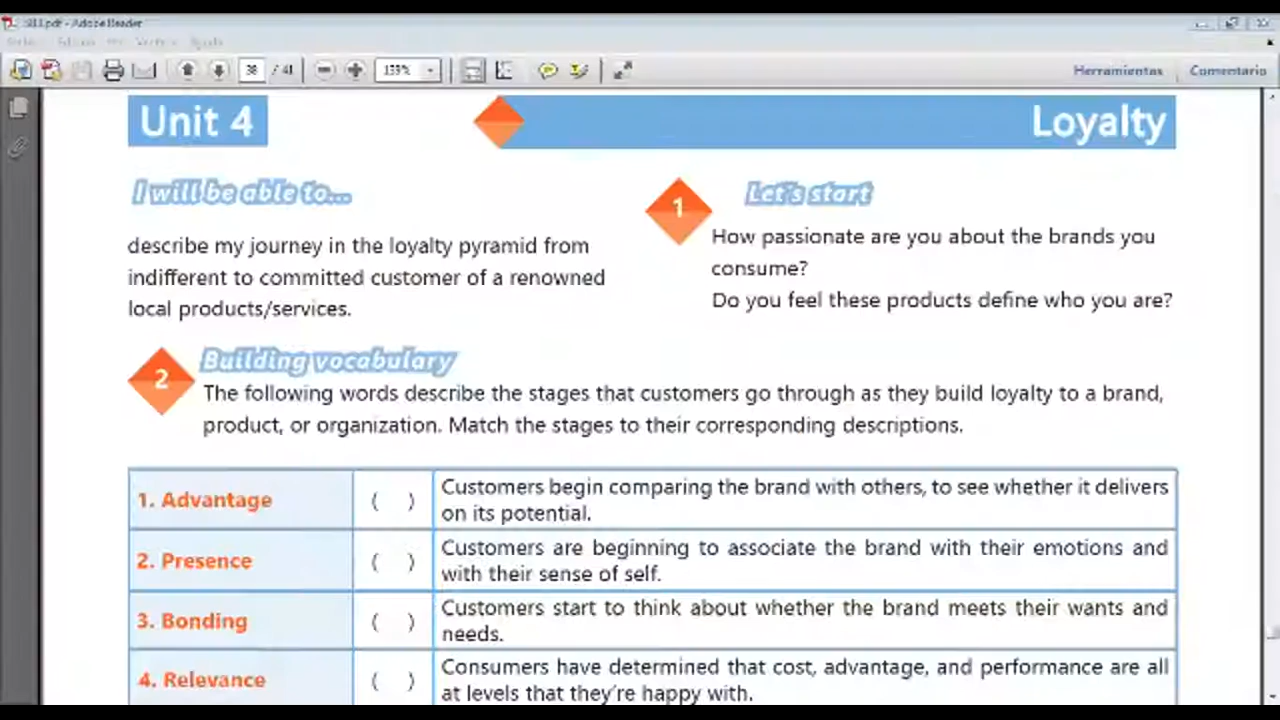 - Adobe Reader
38 / 41
139%
Herramientas
Comentario
Unit 4
Loyalty
I will be able to...
describe my journey in the loyalty pyramid from
indifferent to committed customer of a renowned
local products/services.
1
Let's start
How passionate are you about the brands you
consume?
Do you feel these products define who you are?
2
Building vocabulary
The following words describe the stages that customers go through as they build loyalty to a brand,
product, or organization. Match the stages to their corresponding descriptions.
1. Advantage ( ) Customers begin comparing the brand with others, to see whether it delivers
on its potential.
2. Presence ( ) Customers are beginning to associate the brand with their emotions and
with their sense of self.
3. Bonding ( ) Customers start to think about whether the brand meets their wants and
needs.
4. Relevance ( ) Consumers have determined that cost, advantage, and performance are all
at levels that they're happy with.